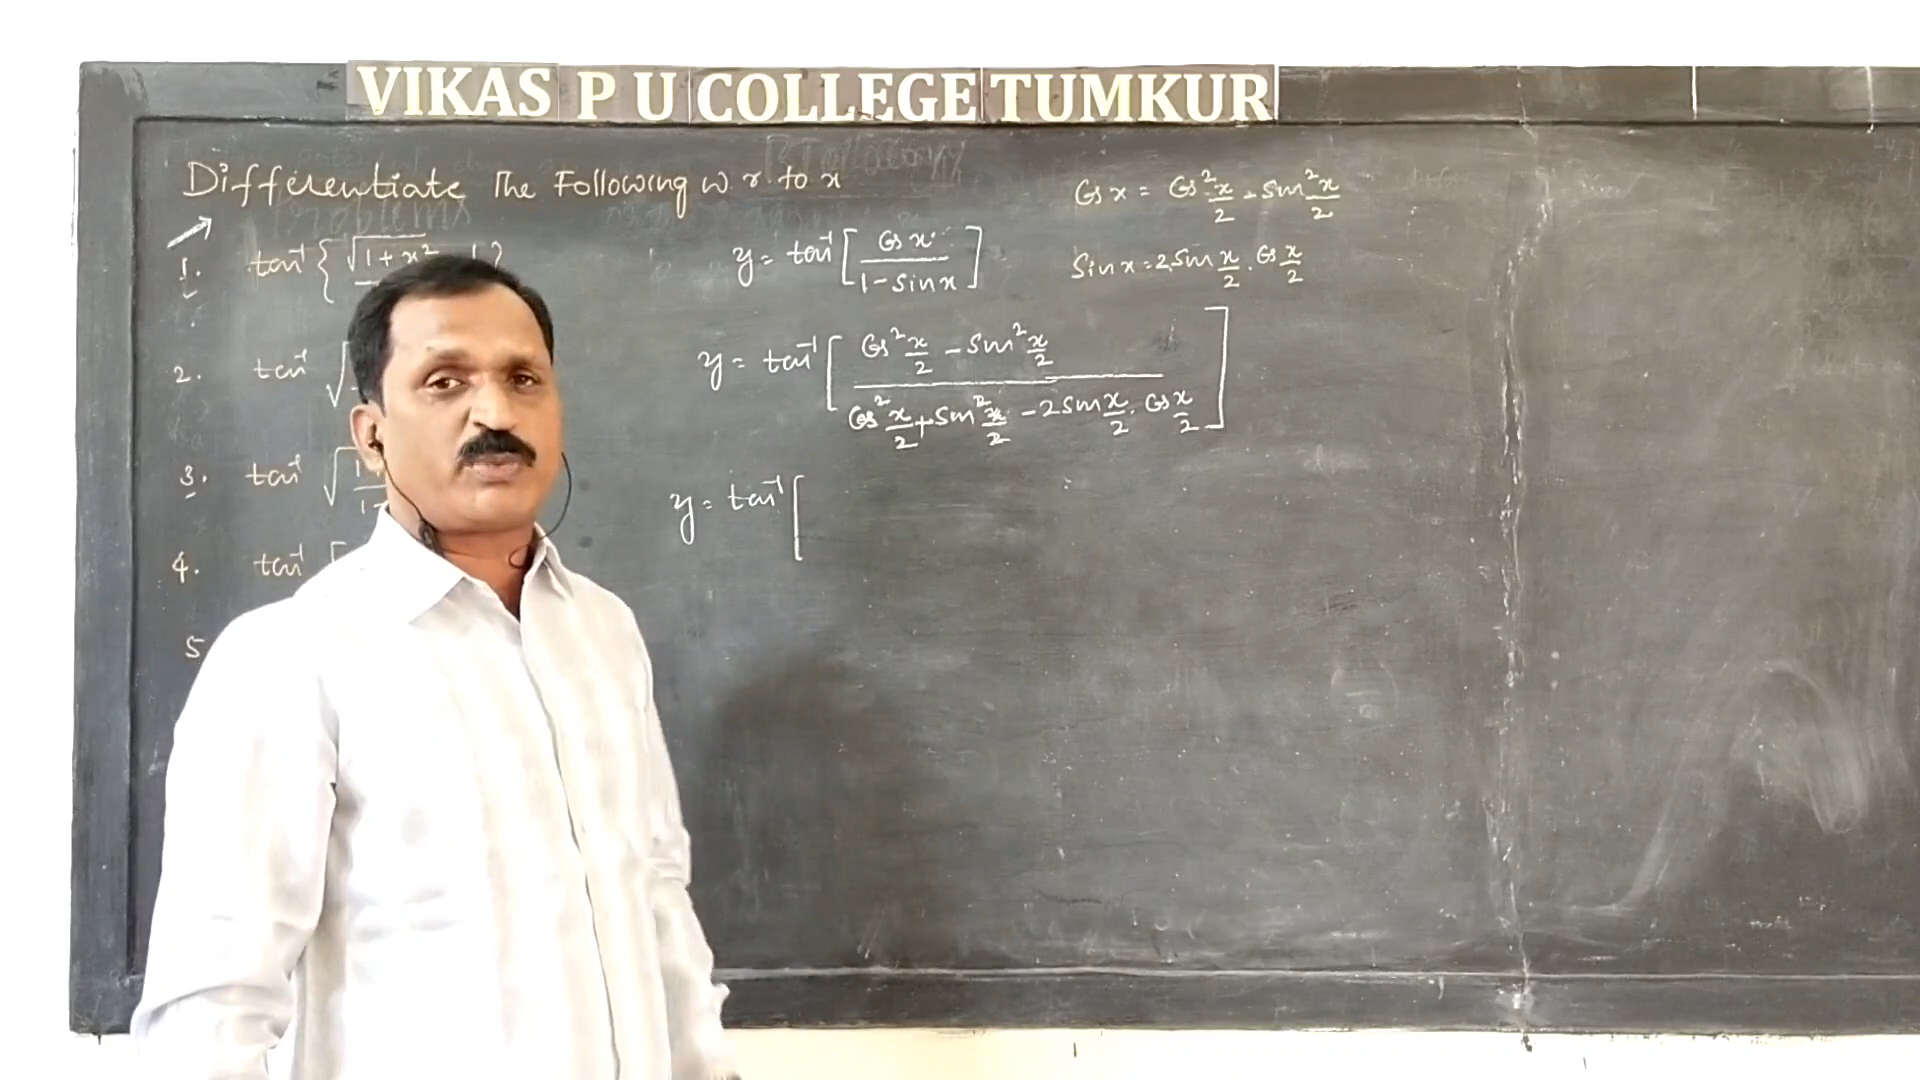 VIKAS P U COLLEGE TUMKUR
Differentiate The Following w.r.to x
1. tan⁻¹ { √1+x² - 1 }
2. tan⁻¹ √
3. tan⁻¹ √
4. tan⁻¹ [
5
y = tan⁻¹ [ Cos x / 1 - Sin x ]
y = tan⁻¹ [ Cos² x/2 - Sin² x/2 / Cos² x/2 + Sin² x/2 - 2 Sin x/2 . Cos x/2 ]
y = tan⁻¹ [
Cos x = Cos² x/2 - Sin² x/2
Sin x = 2 Sin x/2 . Cos x/2